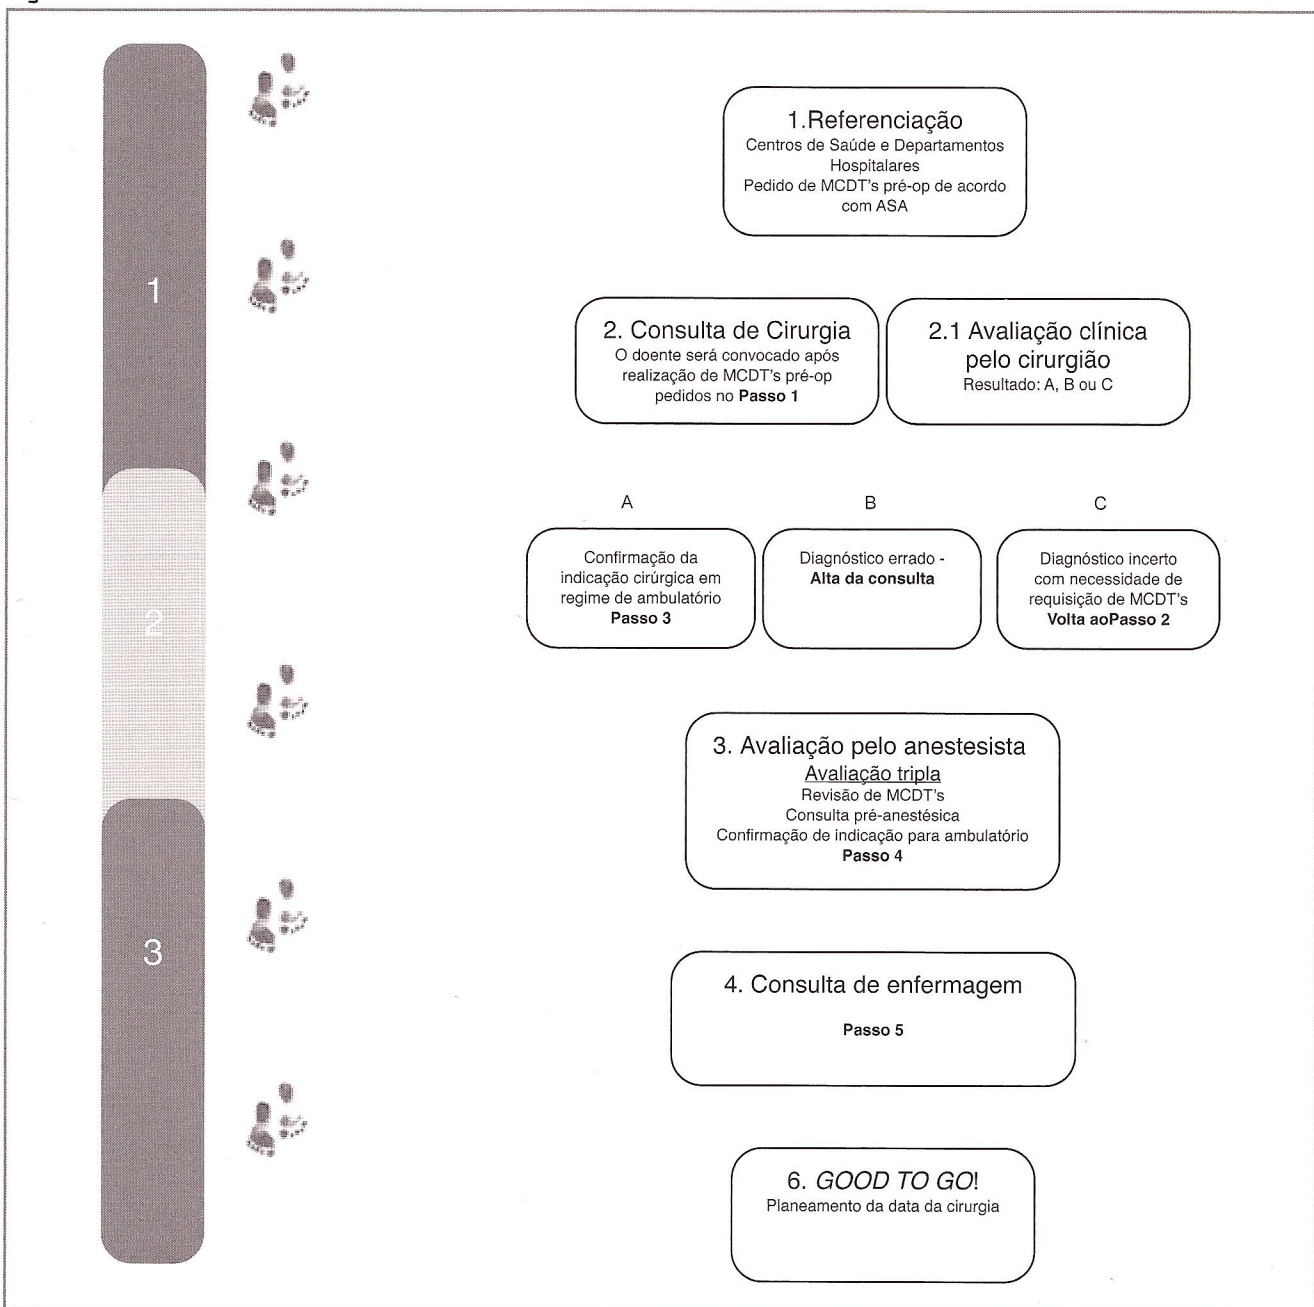 1.Referenciação
Centros de Saúde e Departamentos
Hospitalares
Pedido de MCDT's pré-op de acordo
com ASA
1
2. Consulta de Cirurgia
O doente será convocado após
realização de MCDT's pré-op
pedidos no Passo 1
2.1 Avaliação clínica
pelo cirurgião
Resultado: A, B ou C
A
B
C
Confirmação da
indicação cirúrgica em
regime de ambulatório
Passo 3
Diagnóstico errado -
Alta da consulta
Diagnóstico incerto
com necessidade de
requisição de MCDT's
Volta aoPasso 2
2
3. Avaliação pelo anestesista
Avaliação tripla
Revisão de MCDT's
Consulta pré-anestésica
Confirmação de indicação para ambulatório
Passo 4
3
4. Consulta de enfermagem
Passo 5
6. GOOD TO GO!
Planeamento da data da cirurgia